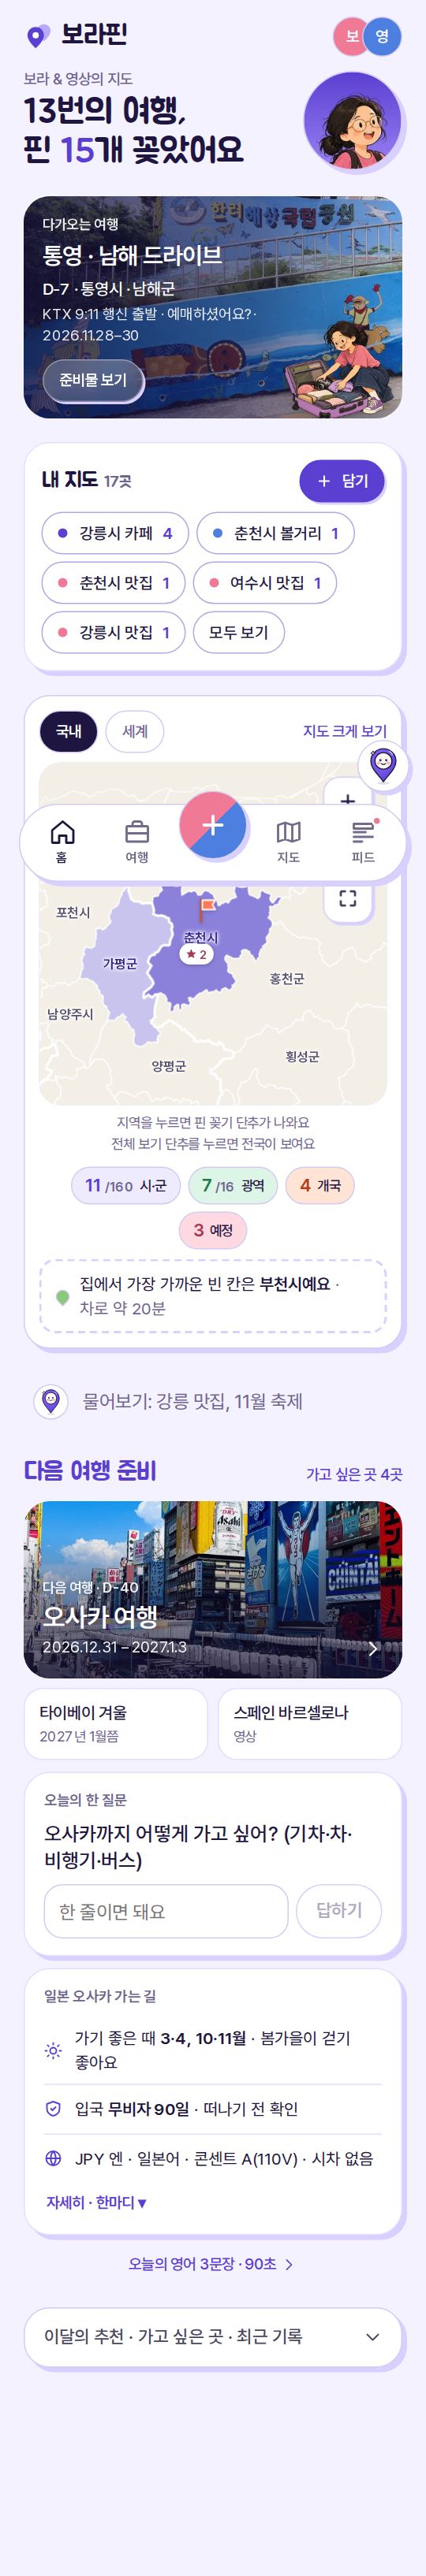 보라핀
보 영
보라 & 영상의 지도
13번의 여행,
핀 15개 꽂았어요
한려해상국립공원
다가오는 여행
통영 · 남해 드라이브
D-7 · 통영시 · 남해군
KTX 9:11 행신 출발 · 예매하셨어요? ·
2026.11.28–30
준비물 보기
내 지도 17곳
+ 담기
강릉시 카페 4
춘천시 볼거리 1
춘천시 맛집 1
여수시 맛집 1
강릉시 맛집 1
모두 보기
국내
세계
지도 크게 보기
홈
여행
지도
피드
포천시
춘천시
★ 2
가평군
홍천군
남양주시
횡성군
양평군
지역을 누르면 핀 꽂기 단추가 나와요
전체 보기 단추를 누르면 전국이 보여요
11 /160 시·군
7 /16 광역
4 개국
3 예정
집에서 가장 가까운 빈 칸은 부천시예요 ·
차로 약 20분
물어보기: 강릉 맛집, 11월 축제
다음 여행 준비
가고 싶은 곳 4곳
Asahi
CHINTAI
다음 여행 · D-40
오사카 여행
2026.12.31 – 2027.1.3
타이베이 겨울
2027년 1월쯤
스페인 바르셀로나
영상
오늘의 한 질문
오사카까지 어떻게 가고 싶어? (기차·차·
비행기·버스)
한 줄이면 돼요
답하기
일본 오사카 가는 길
가기 좋은 때 3·4, 10·11월 · 봄가을이 걷기
좋아요
입국 무비자 90일 · 떠나기 전 확인
JPY 엔 · 일본어 · 콘센트 A(110V) · 시차 없음
자세히 · 한마디 ▾
오늘의 영어 3문장 · 90초
이달의 추천 · 가고 싶은 곳 · 최근 기록